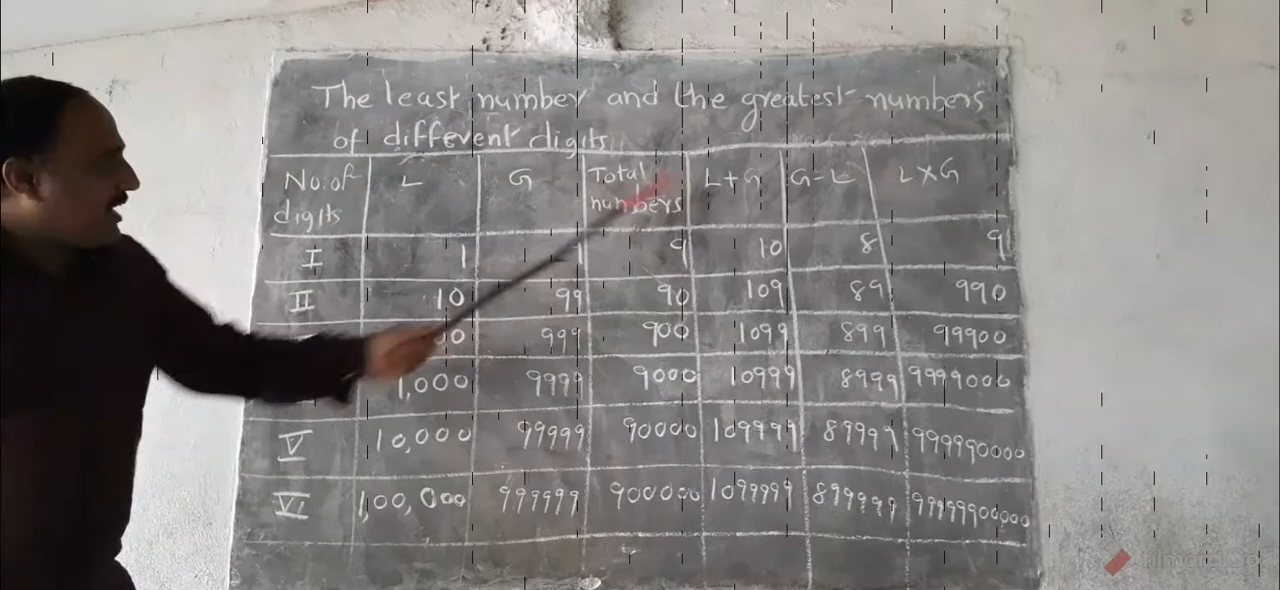 The least number and the greatest numbers
of different digits
No. of digits L G Total numbers L+G G-L L×G
I 1 9 10 8 9
II 10 99 90 109 89 990
999 900 1099 899 99900
1,000 9999 9000 10999 8999 9999000
V 10,000 99999 90000 109999 89999 999990000
VI 1,00,000 999999 900000 1099999 899999